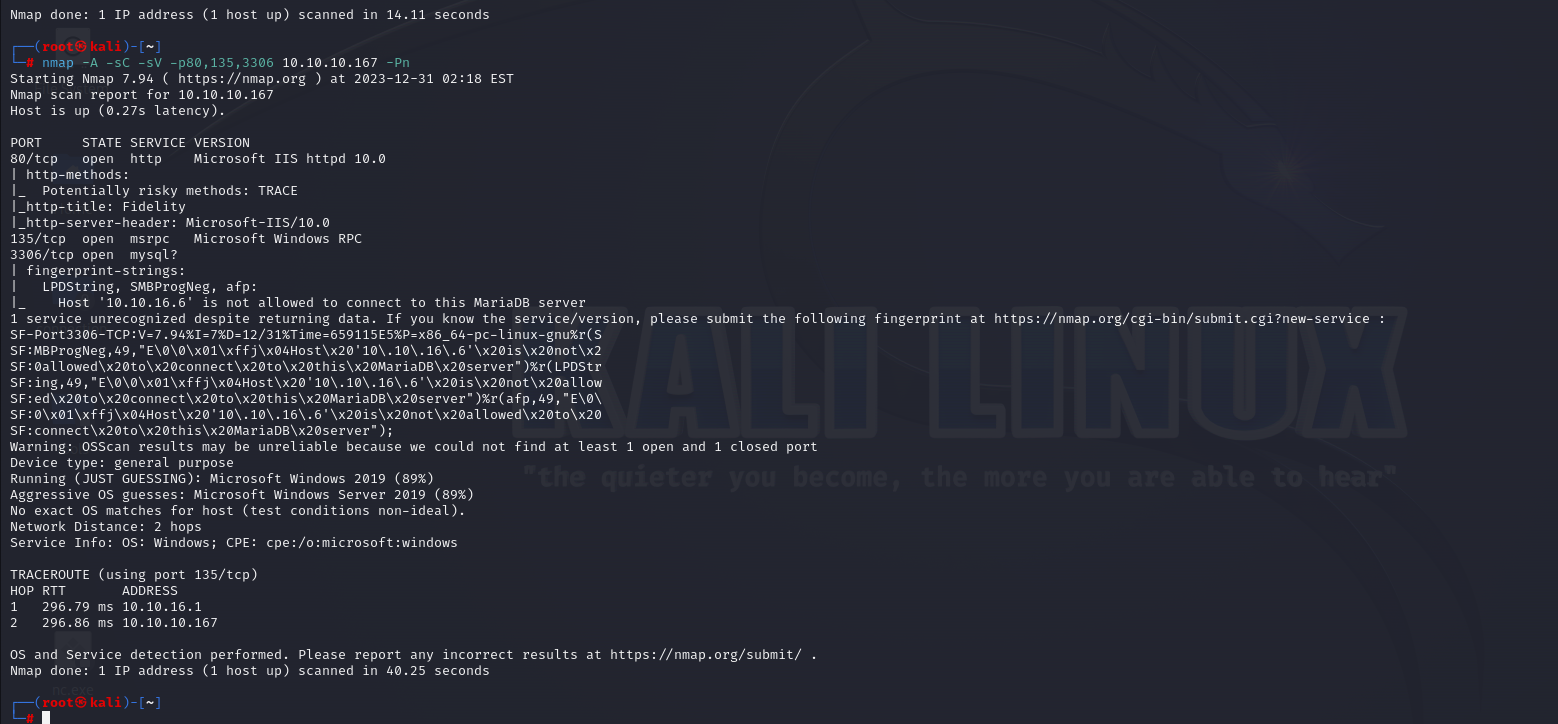 Nmap done: 1 IP address (1 host up) scanned in 14.11 seconds
┌──(root㉿kali)-[~]
└─# nmap -A -sC -sV -p80,135,3306 10.10.10.167 -Pn
Starting Nmap 7.94 ( https://nmap.org ) at 2023-12-31 02:18 EST
Nmap scan report for 10.10.10.167
Host is up (0.27s latency).
PORT     STATE SERVICE VERSION
80/tcp   open  http    Microsoft IIS httpd 10.0
| http-methods:
|_  Potentially risky methods: TRACE
|_http-title: Fidelity
|_http-server-header: Microsoft-IIS/10.0
135/tcp  open  msrpc   Microsoft Windows RPC
3306/tcp open  mysql?
| fingerprint-strings:
|   LPDString, SMBProgNeg, afp:
|_    Host '10.10.16.6' is not allowed to connect to this MariaDB server
1 service unrecognized despite returning data. If you know the service/version, please submit the following fingerprint at https://nmap.org/cgi-bin/submit.cgi?new-service :
SF-Port3306-TCP:V=7.94%I=7%D=12/31%Time=659115E5%P=x86_64-pc-linux-gnu%r(S
SF:MBProgNeg,49,"E\0\0\x01\xffj\x04Host\x20'10\.10\.16\.6'\x20is\x20not\x2
SF:0allowed\x20to\x20connect\x20to\x20this\x20MariaDB\x20server")%r(LPDStr
SF:ing,49,"E\0\0\x01\xffj\x04Host\x20'10\.10\.16\.6'\x20is\x20not\x20allow
SF:ed\x20to\x20connect\x20to\x20this\x20MariaDB\x20server")%r(afp,49,"E\0\
SF:0\x01\xffj\x04Host\x20'10\.10\.16\.6'\x20is\x20not\x20allowed\x20to\x20
SF:connect\x20to\x20this\x20MariaDB\x20server");
Warning: OSScan results may be unreliable because we could not find at least 1 open and 1 closed port
Device type: general purpose
Running (JUST GUESSING): Microsoft Windows 2019 (89%)
Aggressive OS guesses: Microsoft Windows Server 2019 (89%)
No exact OS matches for host (test conditions non-ideal).
Network Distance: 2 hops
Service Info: OS: Windows; CPE: cpe:/o:microsoft:windows
TRACEROUTE (using port 135/tcp)
HOP RTT       ADDRESS
1   296.79 ms 10.10.16.1
2   296.86 ms 10.10.10.167
OS and Service detection performed. Please report any incorrect results at https://nmap.org/submit/ .
Nmap done: 1 IP address (1 host up) scanned in 40.25 seconds
┌──(root㉿kali)-[~]
└─#
KALI LINUX
"the quieter you become, the more you are able to hear"
nc.exe